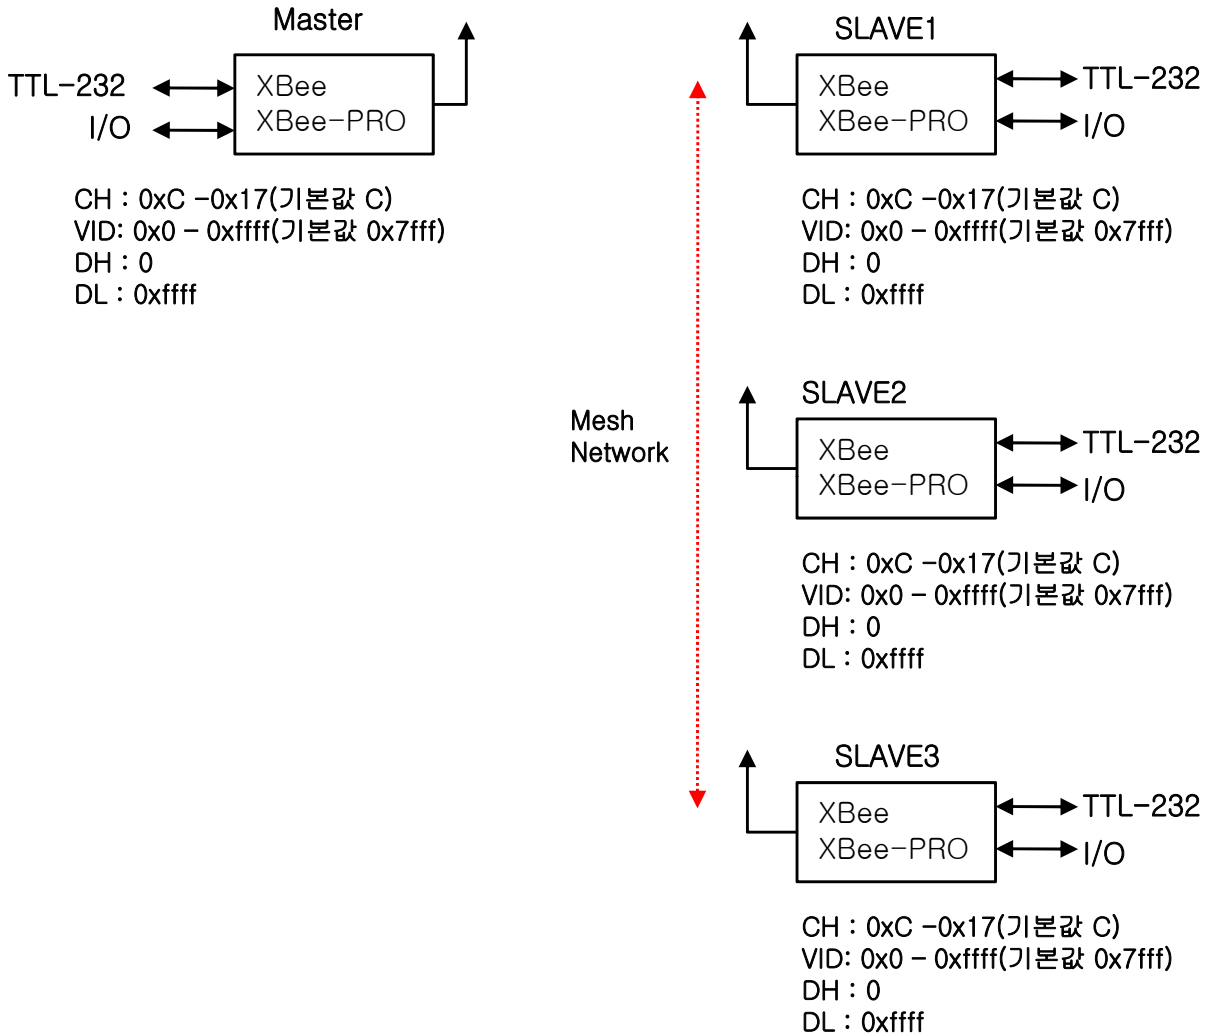 Master
TTL-232
I/O
XBee
XBee-PRO
CH : 0xC -0x17(기본값 C)
VID: 0x0 - 0xffff(기본값 0x7fff)
DH : 0
DL : 0xffff
Mesh
Network
SLAVE1
XBee
XBee-PRO
TTL-232
I/O
CH : 0xC -0x17(기본값 C)
VID: 0x0 - 0xffff(기본값 0x7fff)
DH : 0
DL : 0xffff
SLAVE2
XBee
XBee-PRO
TTL-232
I/O
CH : 0xC -0x17(기본값 C)
VID: 0x0 - 0xffff(기본값 0x7fff)
DH : 0
DL : 0xffff
SLAVE3
XBee
XBee-PRO
TTL-232
I/O
CH : 0xC -0x17(기본값 C)
VID: 0x0 - 0xffff(기본값 0x7fff)
DH : 0
DL : 0xffff